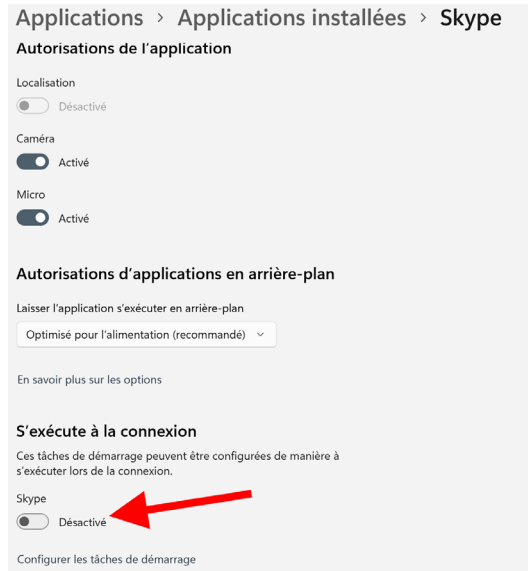 Applications > Applications installées > Skype
Autorisations de l’application
Localisation
Désactivé
Caméra
Activé
Micro
Activé
Autorisations d’applications en arrière-plan
Laisser l’application s’exécuter en arrière-plan
Optimisé pour l’alimentation (recommandé)
En savoir plus sur les options
S’exécute à la connexion
Ces tâches de démarrage peuvent être configurées de manière à
s’exécuter lors de la connexion.
Skype
Désactivé
Configurer les tâches de démarrage